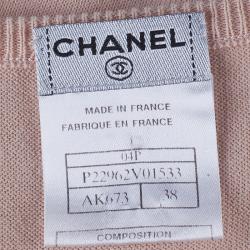 CHANEL
MADE IN FRANCE
FABRIQUE EN FRANCE
04P
P22962V01533
AK673 38
COMPOSITION